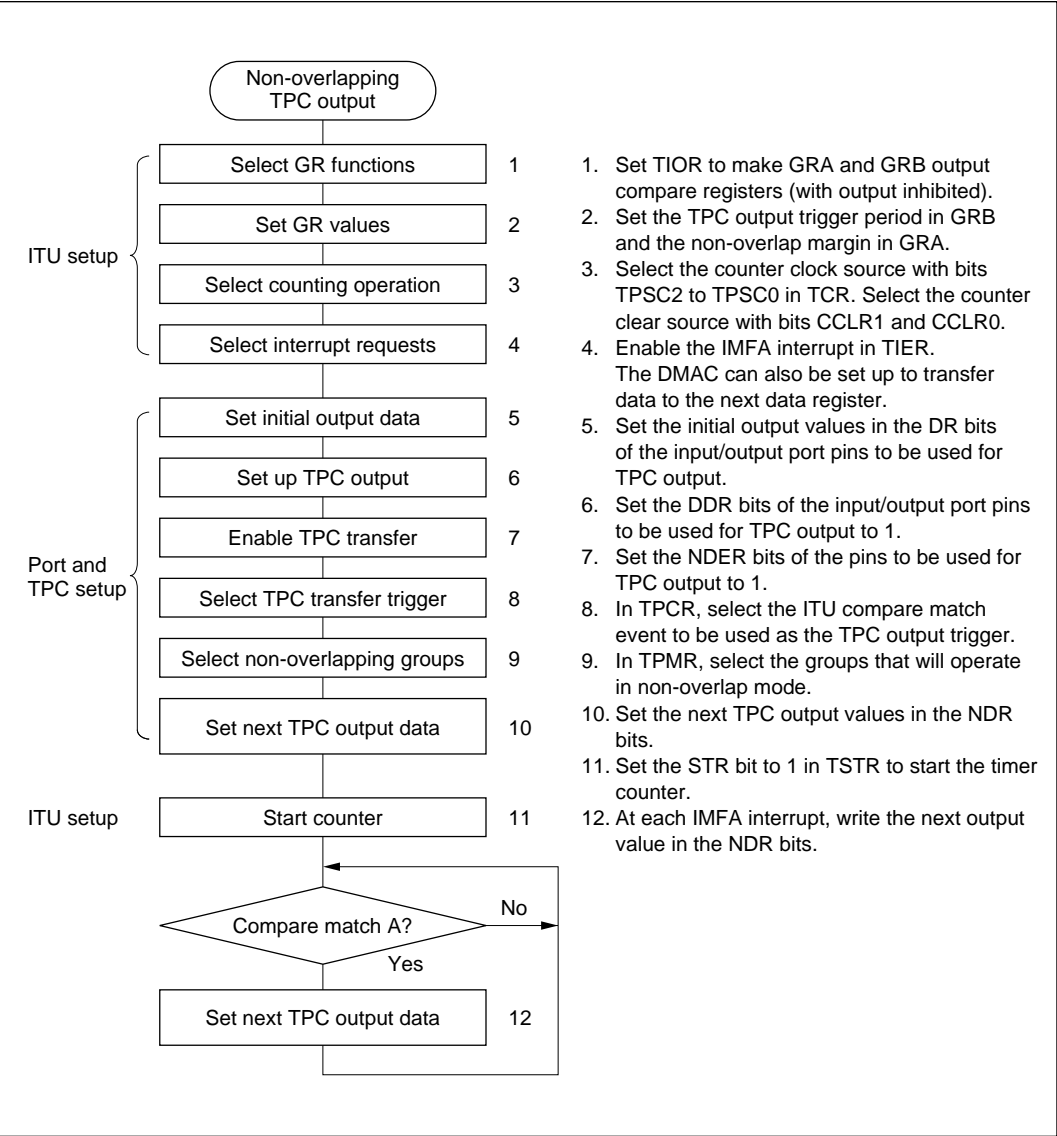 Non-overlapping
TPC output
Select GR functions 1
Set GR values 2
ITU setup
Select counting operation 3
Select interrupt requests 4
Set initial output data 5
Set up TPC output 6
Enable TPC transfer 7
Port and
TPC setup
Select TPC transfer trigger 8
Select non-overlapping groups 9
Set next TPC output data 10
ITU setup
Start counter 11
Compare match A?
No
Yes
Set next TPC output data 12
1. Set TIOR to make GRA and GRB output
compare registers (with output inhibited).
2. Set the TPC output trigger period in GRB
and the non-overlap margin in GRA.
3. Select the counter clock source with bits
TPSC2 to TPSC0 in TCR. Select the counter
clear source with bits CCLR1 and CCLR0.
4. Enable the IMFA interrupt in TIER.
The DMAC can also be set up to transfer
data to the next data register.
5. Set the initial output values in the DR bits
of the input/output port pins to be used for
TPC output.
6. Set the DDR bits of the input/output port pins
to be used for TPC output to 1.
7. Set the NDER bits of the pins to be used for
TPC output to 1.
8. In TPCR, select the ITU compare match
event to be used as the TPC output trigger.
9. In TPMR, select the groups that will operate
in non-overlap mode.
10. Set the next TPC output values in the NDR
bits.
11. Set the STR bit to 1 in TSTR to start the timer
counter.
12. At each IMFA interrupt, write the next output
value in the NDR bits.